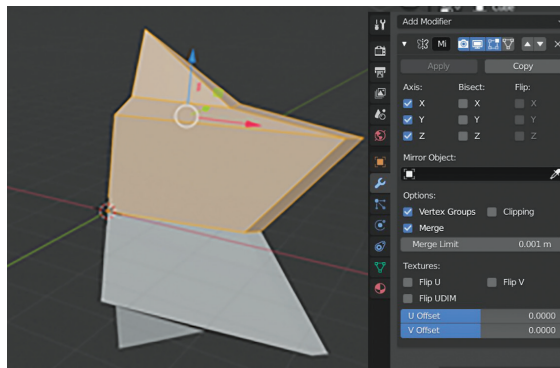 Add Modifier
Mi
Apply Copy
Axis: Bisect: Flip:
X X X
Y Y Y
Z Z Z
Mirror Object:
Options:
Vertex Groups Clipping
Merge
Merge Limit 0.001 m
Textures:
Flip U Flip V
Flip UDIM
U Offset 0.0000
V Offset 0.0000